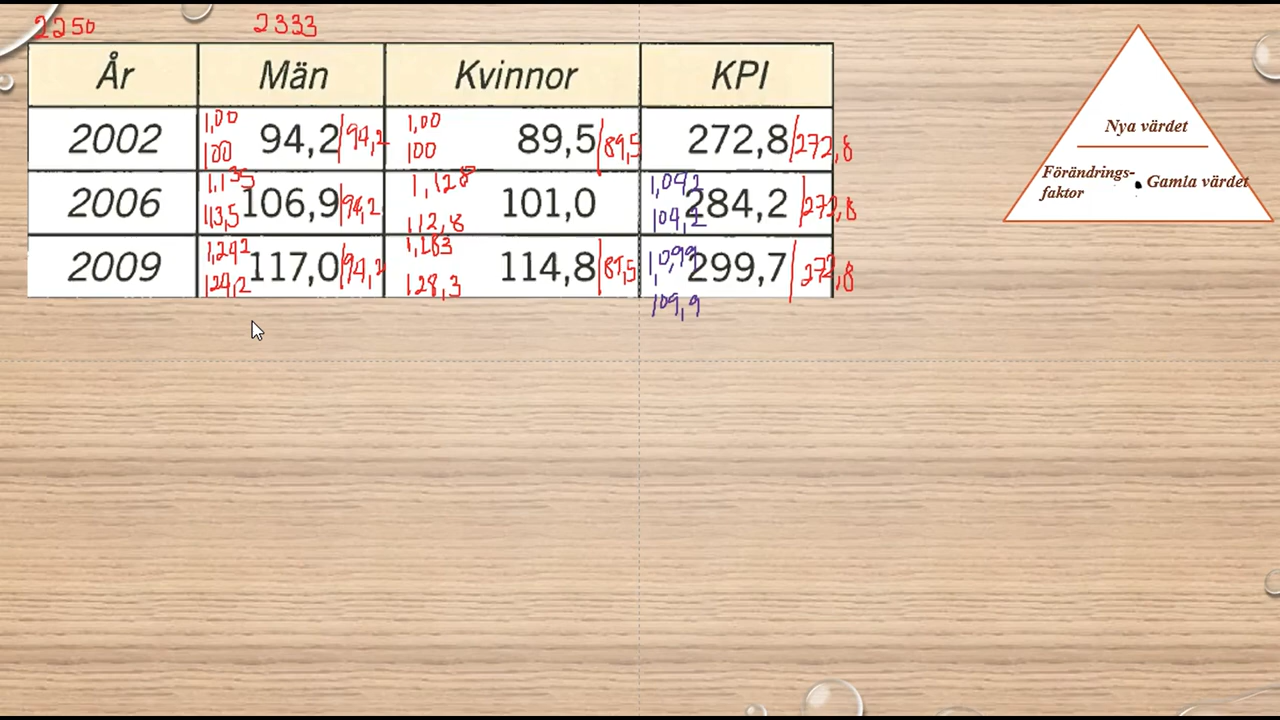 2250 2333
År Män Kvinnor KPI
1,00 1,00
2002 100 94,2/94,2 100 89,5/89,5 272,8/272,8
1,135 1,128 1,042
2006 113,5 106,9/94,2 112,8 101,0 104,2 284,2/272,8
1,242 1,283 1,099
2009 124,2 117,0/94,2 128,3 114,8 299,7/272,8
109,9
Nya värdet
Förändrings-
faktor • Gamla värdet